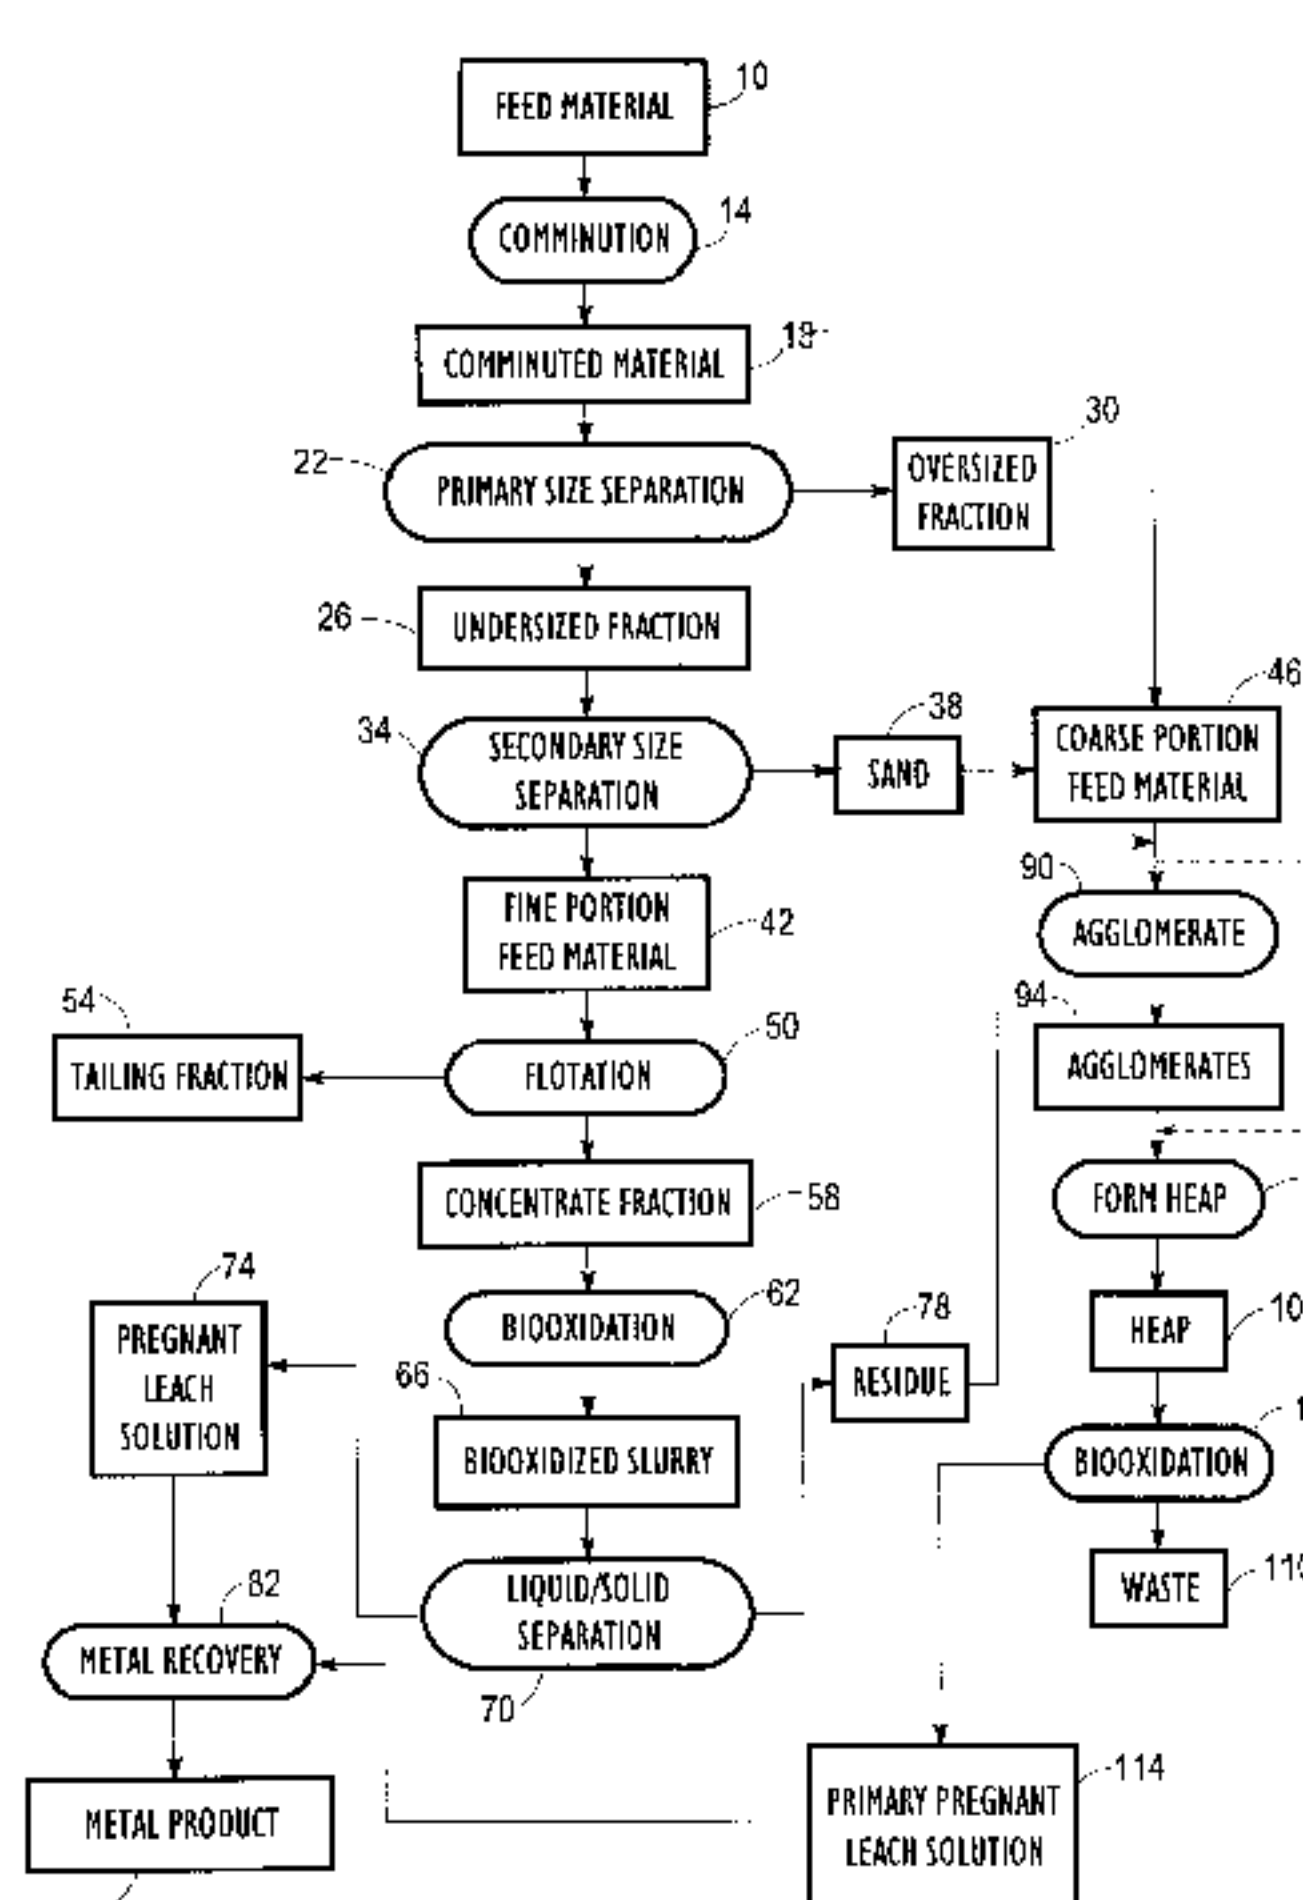 FEED MATERIAL
10
COMMINUTION
14
COMMINUTED MATERIAL
22
PRIMARY SIZE SEPARATION
OVERSIZED
FRACTION
30
26
UNDERSIZED FRACTION
34
SECONDARY SIZE
SEPARATION
38
SAND
46
COARSE PORTION
FEED MATERIAL
FINE PORTION
FEED MATERIAL
42
90
AGGLOMERATE
54
TAILING FRACTION
FLOTATION
50
94
AGGLOMERATES
CONCENTRATE FRACTION
58
FORM HEAP
74
PREGNANT
LEACH
SOLUTION
BIOOXIDATION
62
78
RESIDUE
HEAP
10
66
BIOOXIDIZED SLURRY
BIOOXIDATION
1
LIQUID/SOLID
SEPARATION
70
WASTE
11
82
METAL RECOVERY
METAL PRODUCT
PRIMARY PREGNANT
LEACH SOLUTION
114